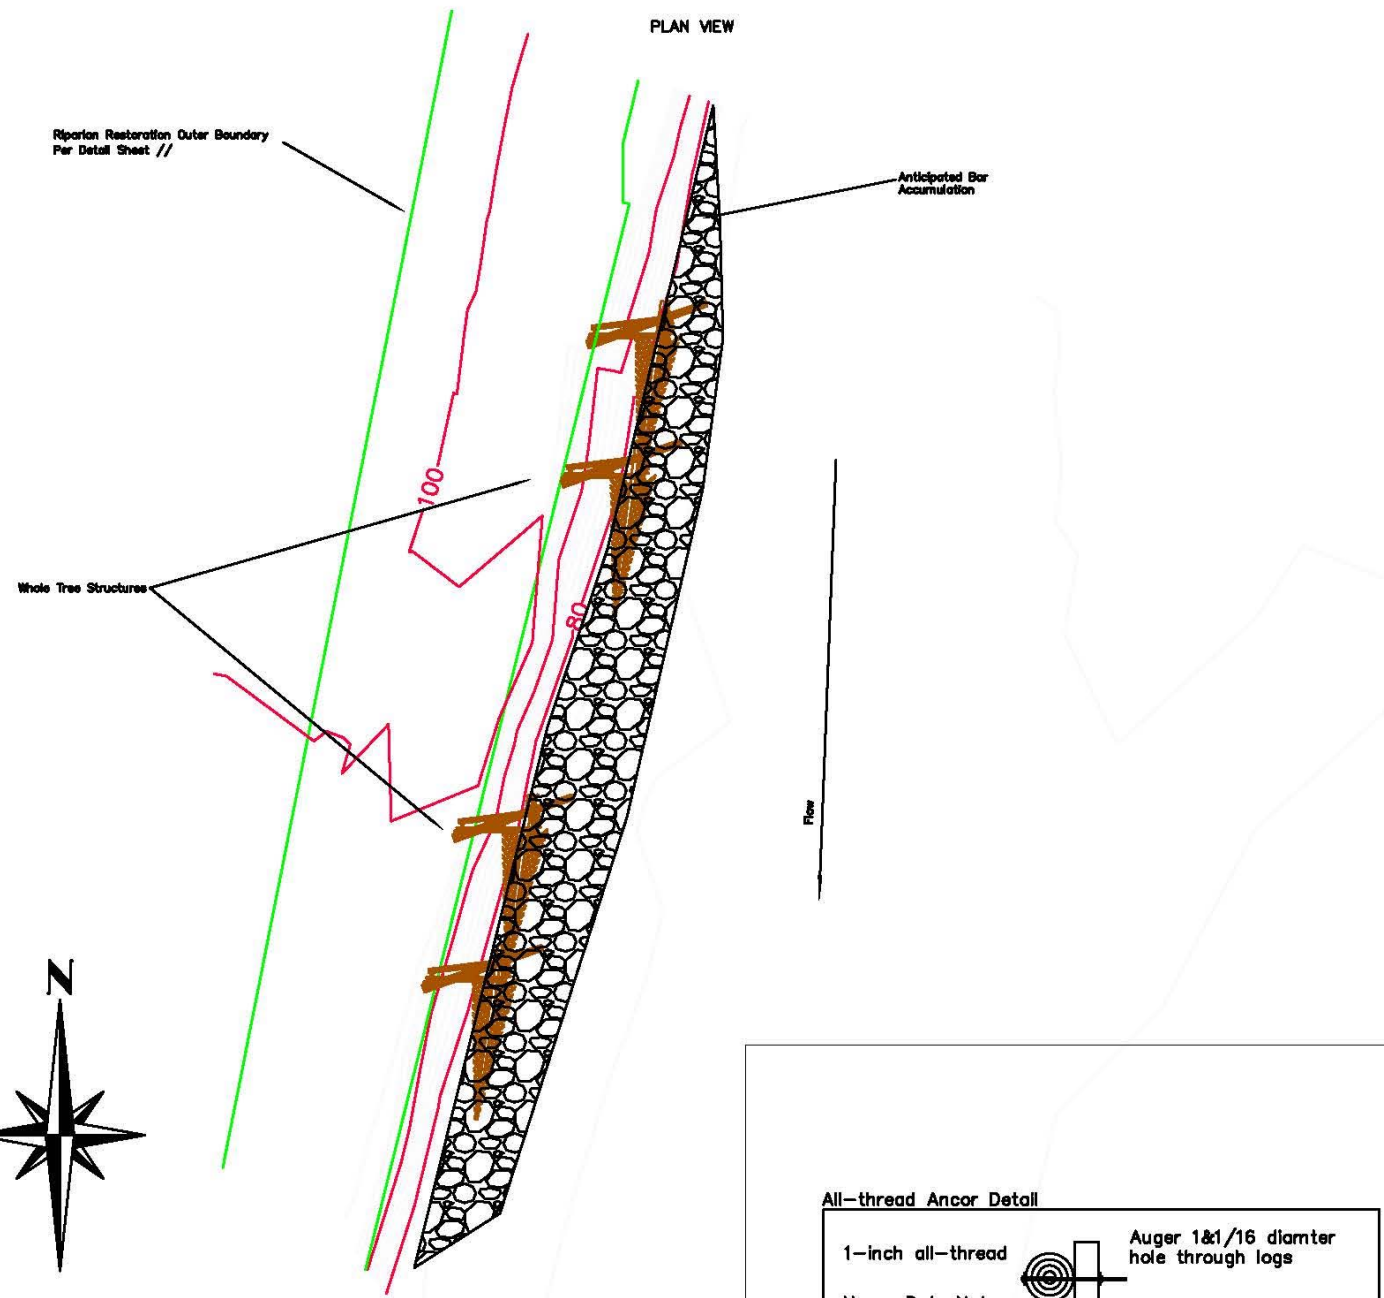 PLAN VIEW
Riparian Restoration Outer Boundary
Per Detail Sheet //
Anticipated Bar
Accumulation
100
Whole Tree Structures
80
Flow
N
All-thread Ancor Detail
1-inch all-thread
Auger 1&1/16 diamter
hole through logs